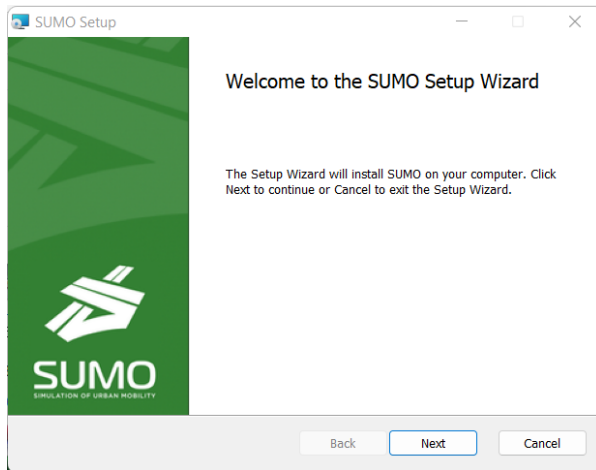 SUMO Setup
Welcome to the SUMO Setup Wizard
The Setup Wizard will install SUMO on your computer. Click
Next to continue or Cancel to exit the Setup Wizard.
SUMO
SIMULATION OF URBAN MOBILITY
Back
Next
Cancel